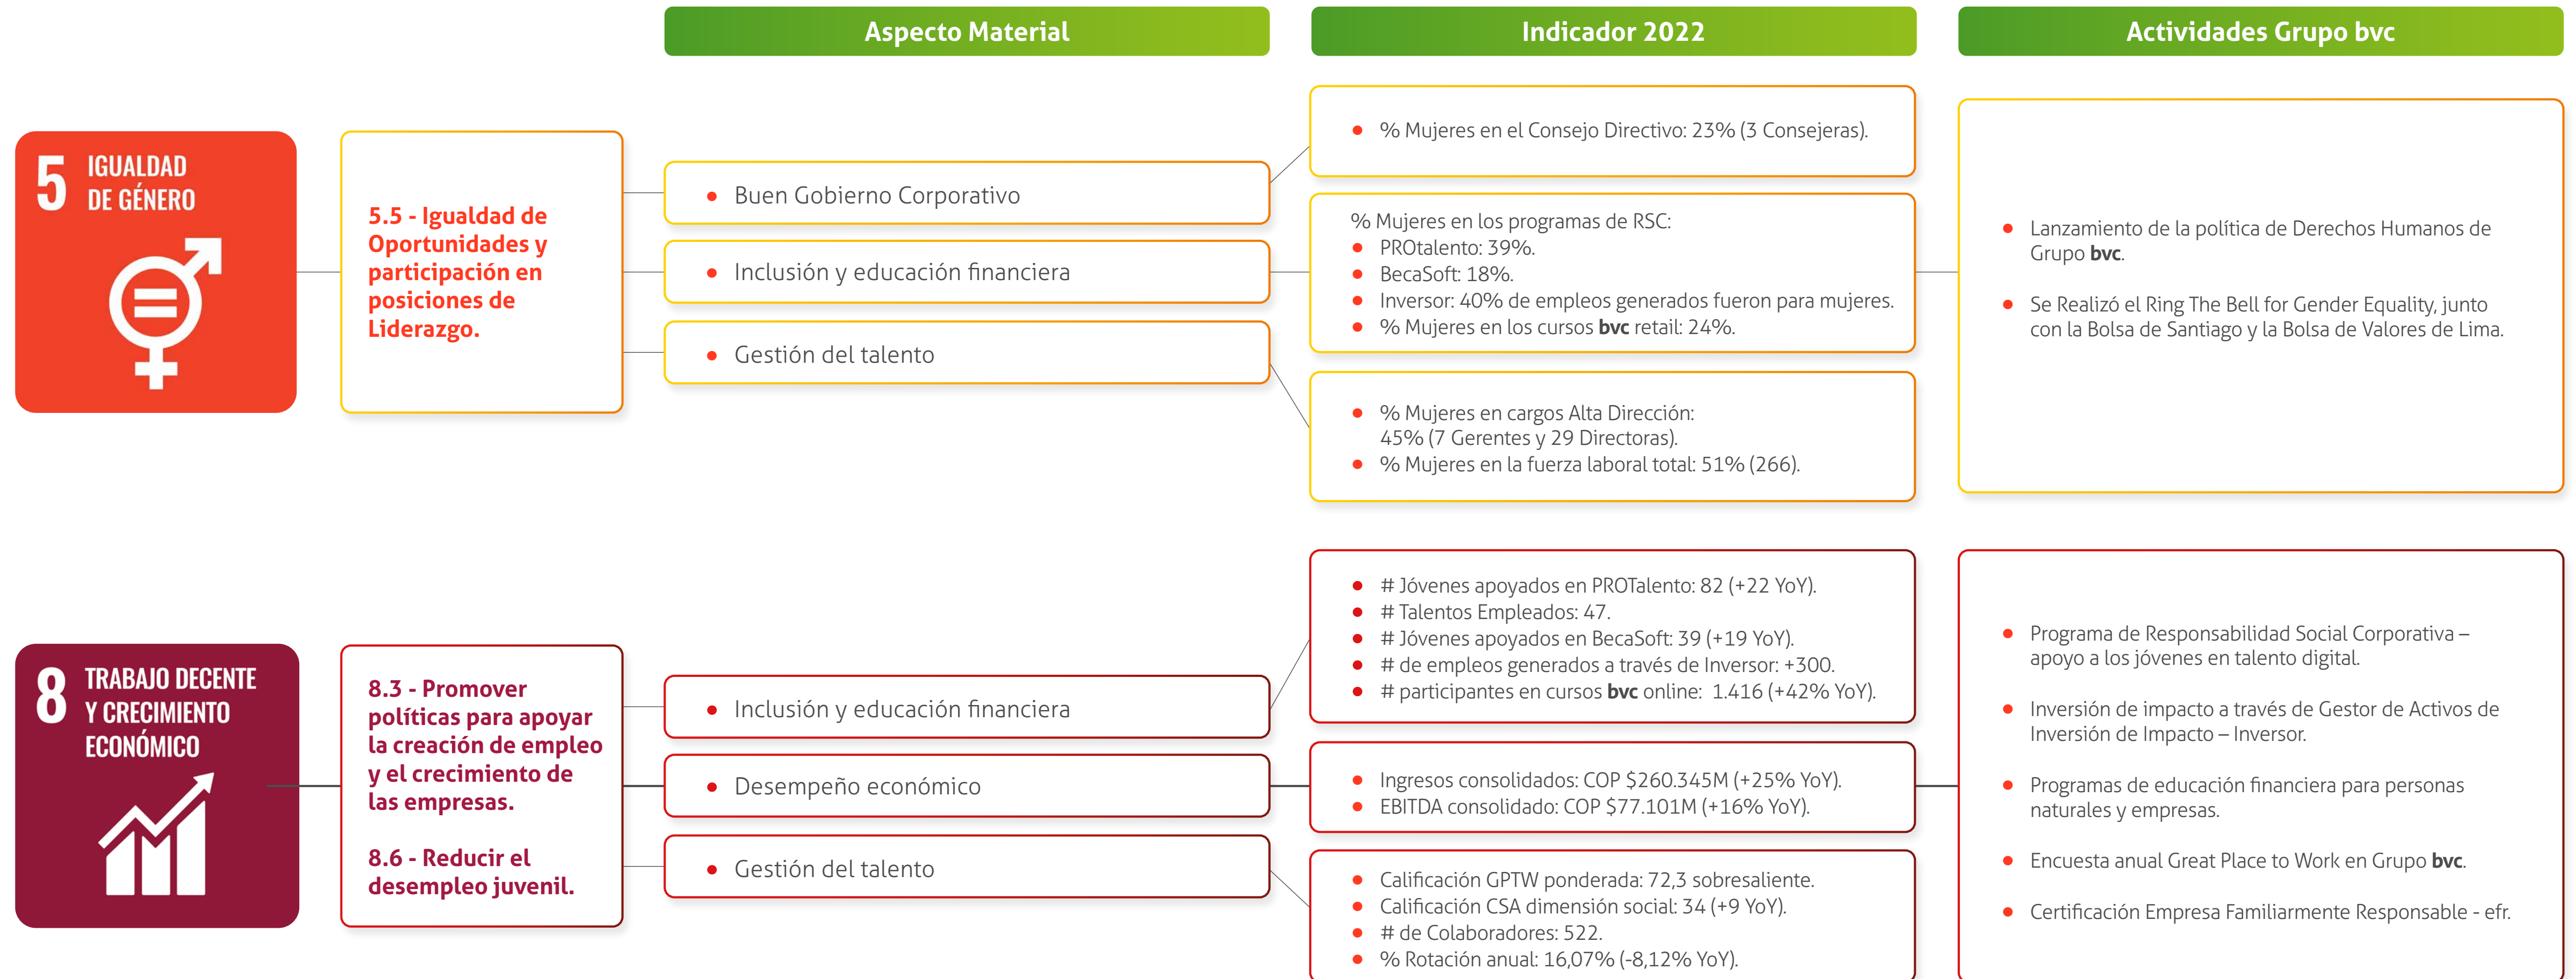 Aspecto Material
Indicador 2022
Actividades Grupo bvc
5 IGUALDAD
DE GÉNERO
5.5 - Igualdad de
Oportunidades y
participación en
posiciones de
Liderazgo.
• Buen Gobierno Corporativo
• Inclusión y educación financiera
• Gestión del talento
• % Mujeres en el Consejo Directivo: 23% (3 Consejeras).
% Mujeres en los programas de RSC:
• PROtalento: 39%.
• BecaSoft: 18%.
• Inversor: 40% de empleos generados fueron para mujeres.
• % Mujeres en los cursos bvc retail: 24%.
• % Mujeres en cargos Alta Dirección:
45% (7 Gerentes y 29 Directoras).
• % Mujeres en la fuerza laboral total: 51% (266).
• Lanzamiento de la política de Derechos Humanos de
Grupo bvc.
• Se Realizó el Ring The Bell for Gender Equality, junto
con la Bolsa de Santiago y la Bolsa de Valores de Lima.
8 TRABAJO DECENTE
Y CRECIMIENTO
ECONÓMICO
8.3 - Promover
políticas para apoyar
la creación de empleo
y el crecimiento de
las empresas.
8.6 - Reducir el
desempleo juvenil.
• Inclusión y educación financiera
• Desempeño económico
• Gestión del talento
• # Jóvenes apoyados en PROTalento: 82 (+22 YoY).
• # Talentos Empleados: 47.
• # Jóvenes apoyados en BecaSoft: 39 (+19 YoY).
• # de empleos generados a través de Inversor: +300.
• # participantes en cursos bvc online: 1.416 (+42% YoY).
• Ingresos consolidados: COP $260.345M (+25% YoY).
• EBITDA consolidado: COP $77.101M (+16% YoY).
• Calificación GPTW ponderada: 72,3 sobresaliente.
• Calificación CSA dimensión social: 34 (+9 YoY).
• # de Colaboradores: 522.
• % Rotación anual: 16,07% (-8,12% YoY).
• Programa de Responsabilidad Social Corporativa –
apoyo a los jóvenes en talento digital.
• Inversión de impacto a través de Gestor de Activos de
Inversión de Impacto – Inversor.
• Programas de educación financiera para personas
naturales y empresas.
• Encuesta anual Great Place to Work en Grupo bvc.
• Certificación Empresa Familiarmente Responsable - efr.